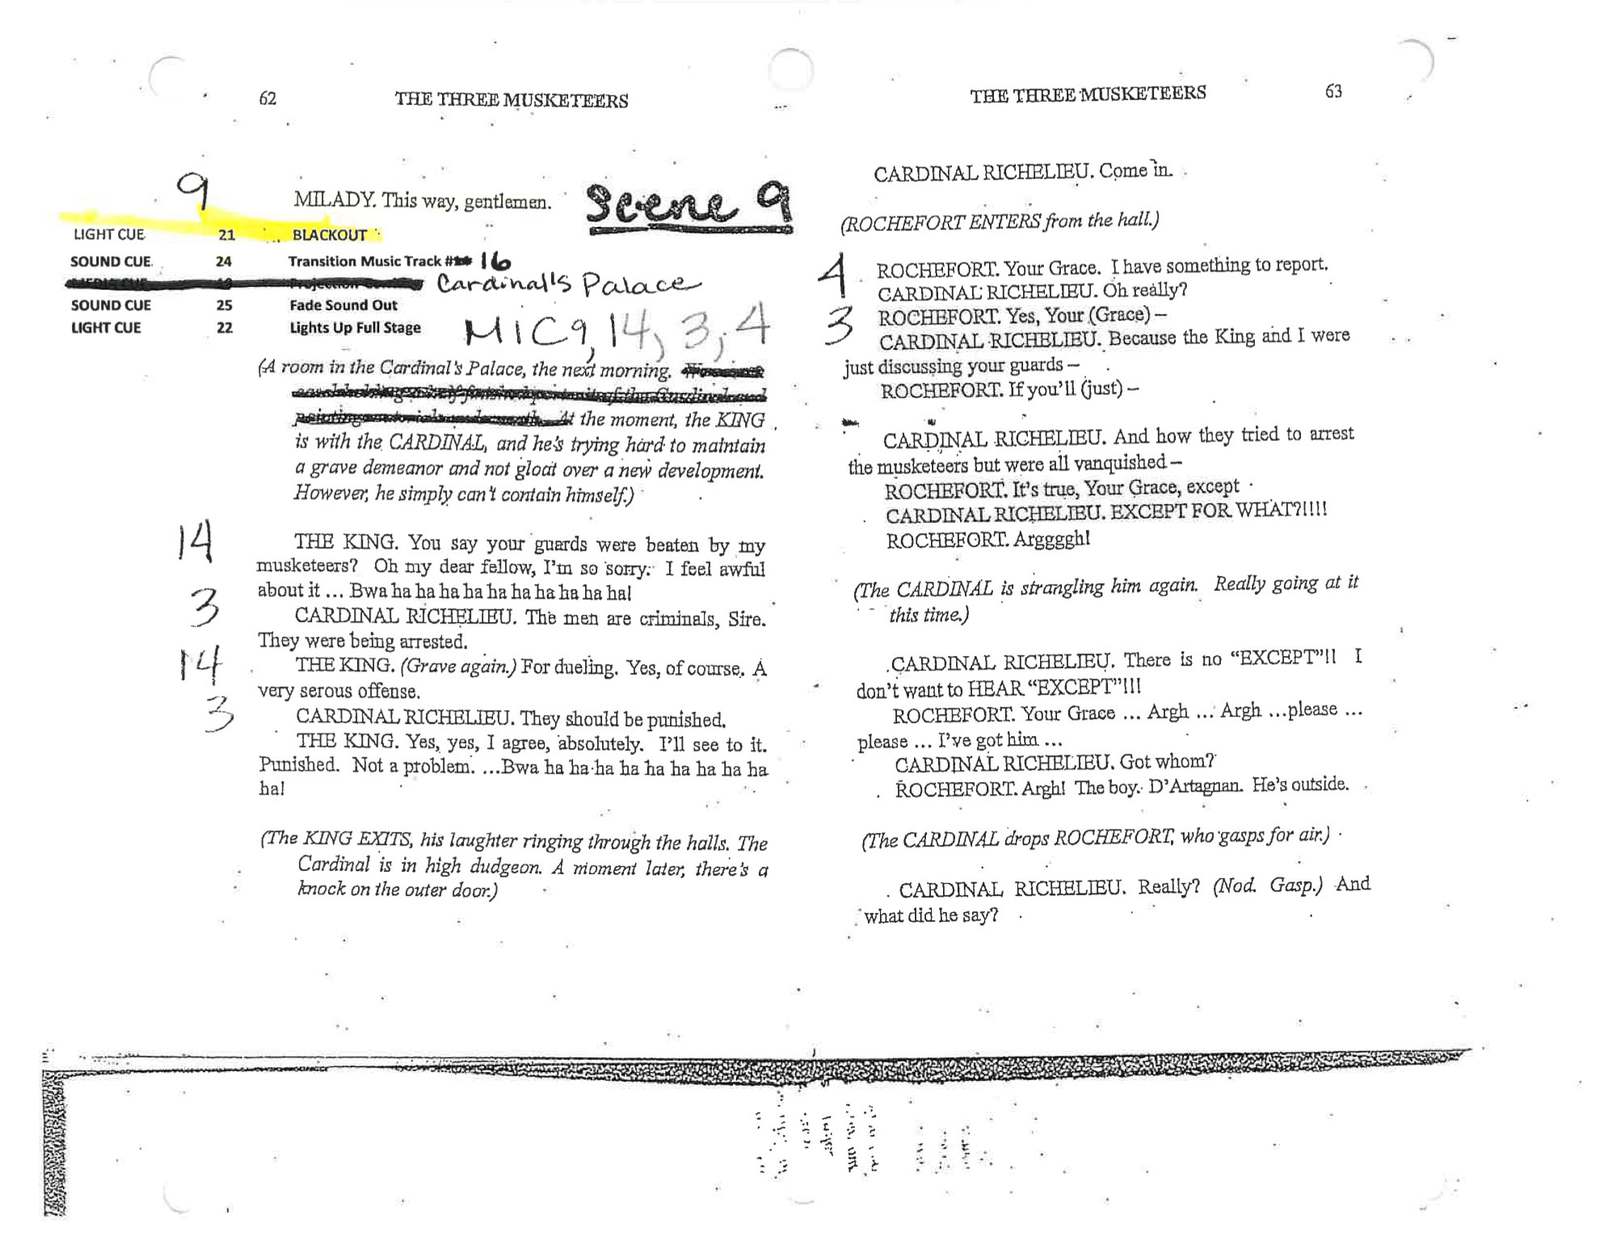 62 THE THREE MUSKETEERS
9 MILADY. This way, gentlemen. Scene 9
LIGHT CUE 21 BLACKOUT
SOUND CUE 24 Transition Music Track # 16
Cardinal's Palace
SOUND CUE 25 Fade Sound Out
LIGHT CUE 22 Lights Up Full Stage MIC 9, 14, 3, 4
(A room in the Cardinal's Palace, the next morning.
At the moment, the KING
is with the CARDINAL, and he's trying hard to maintain
a grave demeanor and not gloat over a new development.
However, he simply can't contain himself.)
14 THE KING. You say your guards were beaten by my
musketeers? Oh my dear fellow, I'm so sorry. I feel awful
about it ... Bwa ha ha ha ha ha ha ha ha ha ha!
3 CARDINAL RICHELIEU. The men are criminals, Sire.
They were being arrested.
14 THE KING. (Grave again.) For dueling. Yes, of course. A
very serous offense.
3 CARDINAL RICHELIEU. They should be punished.
THE KING. Yes, yes, I agree, absolutely. I'll see to it.
Punished. Not a problem. ...Bwa ha ha ha ha ha ha ha ha ha
ha!
(The KING EXITS, his laughter ringing through the halls. The
Cardinal is in high dudgeon. A moment later, there's a
knock on the outer door.)
THE THREE MUSKETEERS 63
CARDINAL RICHELIEU. Come in.
(ROCHEFORT ENTERS from the hall.)
4 ROCHEFORT. Your Grace. I have something to report.
CARDINAL RICHELIEU. Oh really?
3 ROCHEFORT. Yes, Your (Grace) –
CARDINAL RICHELIEU. Because the King and I were
just discussing your guards –
ROCHEFORT. If you'll (just) –
CARDINAL RICHELIEU. And how they tried to arrest
the musketeers but were all vanquished –
ROCHEFORT. It's true, Your Grace, except
CARDINAL RICHELIEU. EXCEPT FOR WHAT?!!!!
ROCHEFORT. Argggggh!
(The CARDINAL is strangling him again. Really going at it
this time.)
CARDINAL RICHELIEU. There is no “EXCEPT”!! I
don't want to HEAR “EXCEPT”!!!
ROCHEFORT. Your Grace ... Argh ... Argh ...please ...
please ... I've got him ...
CARDINAL RICHELIEU. Got whom?
ROCHEFORT. Argh! The boy. D'Artagnan. He's outside.
(The CARDINAL drops ROCHEFORT, who gasps for air.)
CARDINAL RICHELIEU. Really? (Nod. Gasp.) And
what did he say?